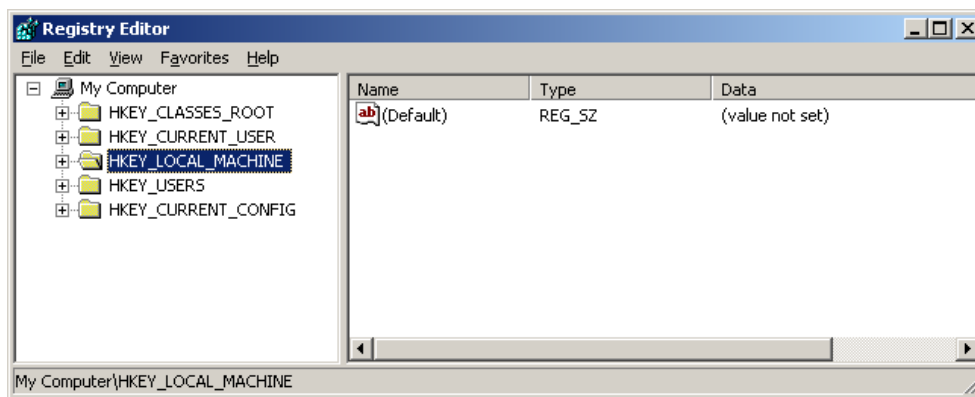 Registry Editor
File Edit View Favorites Help
My Computer
HKEY_CLASSES_ROOT
HKEY_CURRENT_USER
HKEY_LOCAL_MACHINE
HKEY_USERS
HKEY_CURRENT_CONFIG
Name Type Data
ab (Default) REG_SZ (value not set)
My Computer\HKEY_LOCAL_MACHINE